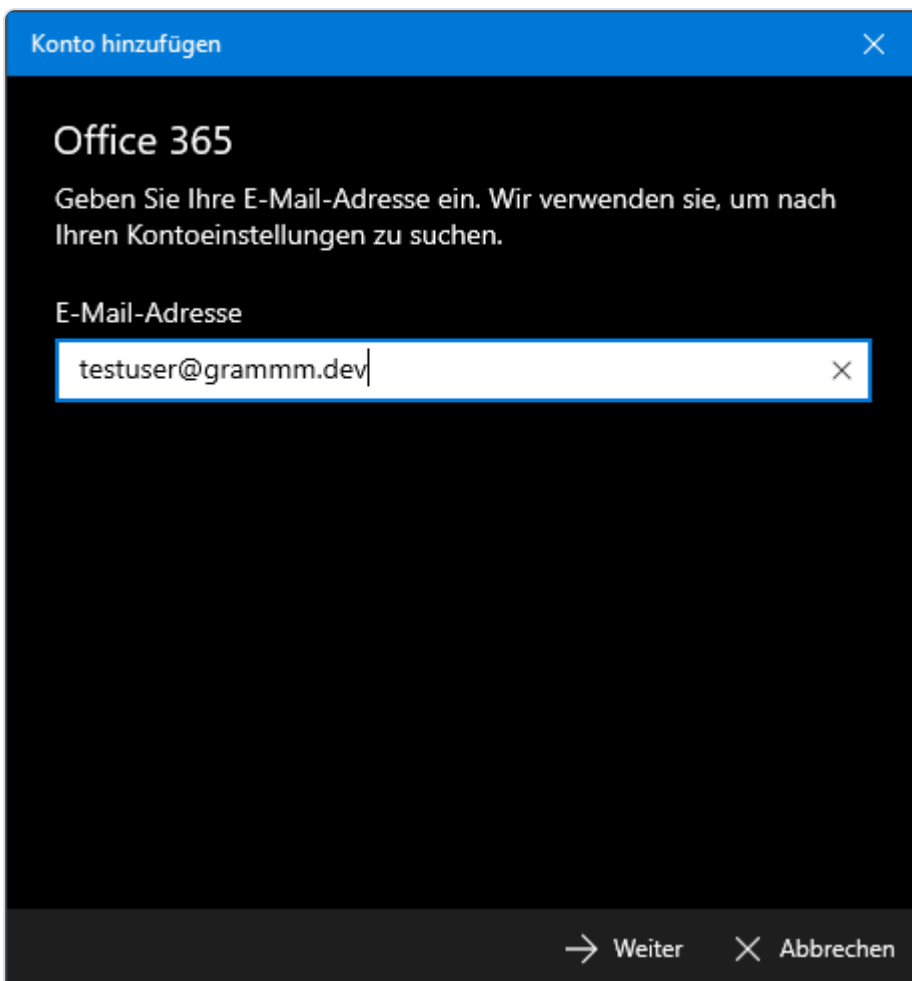 Konto hinzufügen
Office 365
Geben Sie Ihre E-Mail-Adresse ein. Wir verwenden sie, um nach
Ihren Kontoeinstellungen zu suchen.
E-Mail-Adresse
testuser@grammm.dev
Weiter
Abbrechen